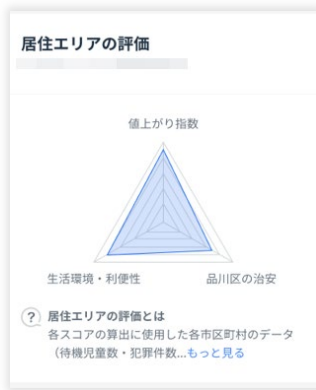 居住エリアの評価
値上がり指数
生活環境・利便性
品川区の治安
? 居住エリアの評価とは
各スコアの算出に使用した各市区町村のデータ
（待機児童数・犯罪件数...もっと見る